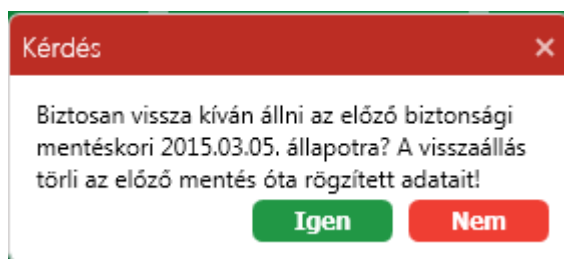 Kérdés
Biztosan vissza kíván állni az előző biztonsági
mentéskori 2015.03.05. állapotra? A visszaállás
törli az előző mentés óta rögzített adatait!
Igen Nem